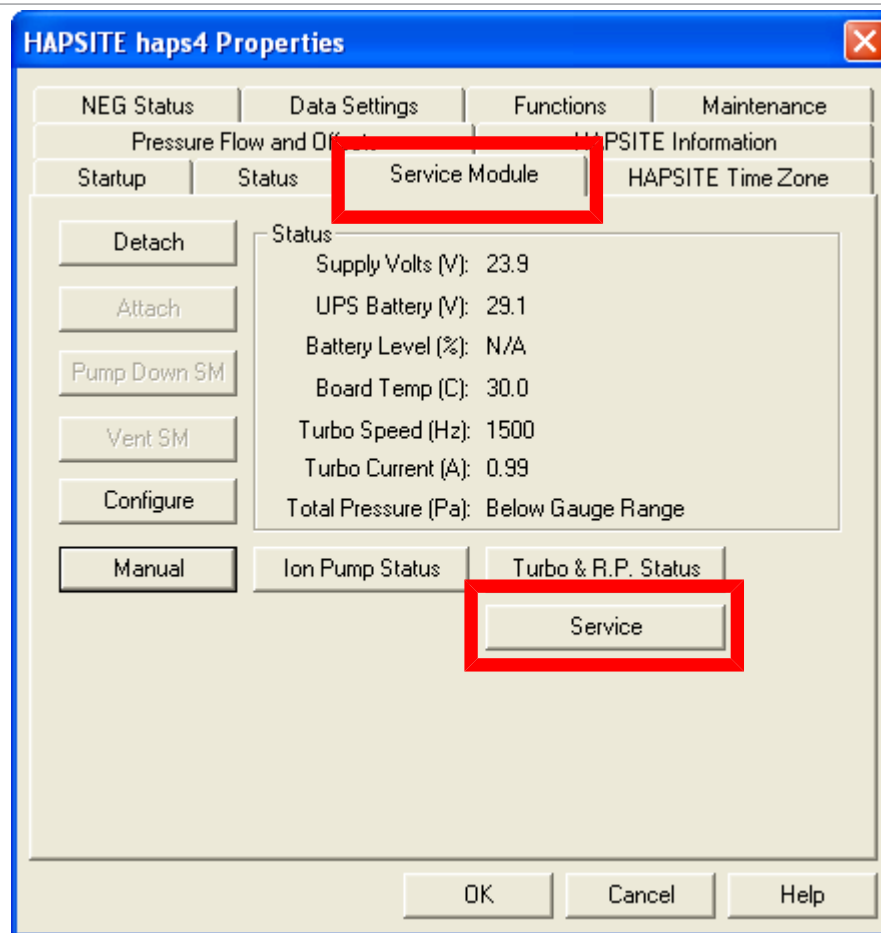 HAPSITE haps4 Properties
NEG Status Data Settings Functions Maintenance
Pressure Flow and HAPSITE Information
Startup Status Service Module HAPSITE Time Zone
Detach
Attach
Pump Down SM
Vent SM
Configure
Manual
Status
Supply Volts (V): 23.9
UPS Battery (V): 29.1
Battery Level (%): N/A
Board Temp (C): 30.0
Turbo Speed (Hz): 1500
Turbo Current (A): 0.99
Total Pressure (Pa): Below Gauge Range
Ion Pump Status Turbo & R.P. Status
Service
OK Cancel Help